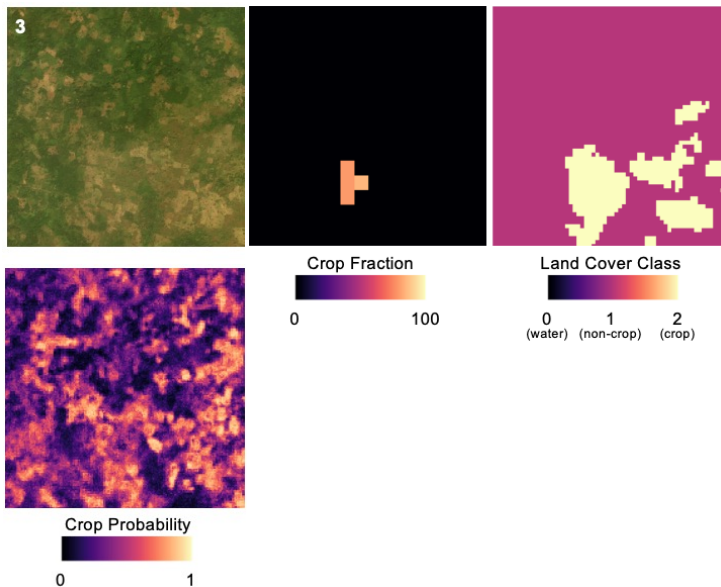 3
Crop Fraction
0 100
Land Cover Class
0 1 2
(water) (non-crop) (crop)
Crop Probability
0 1